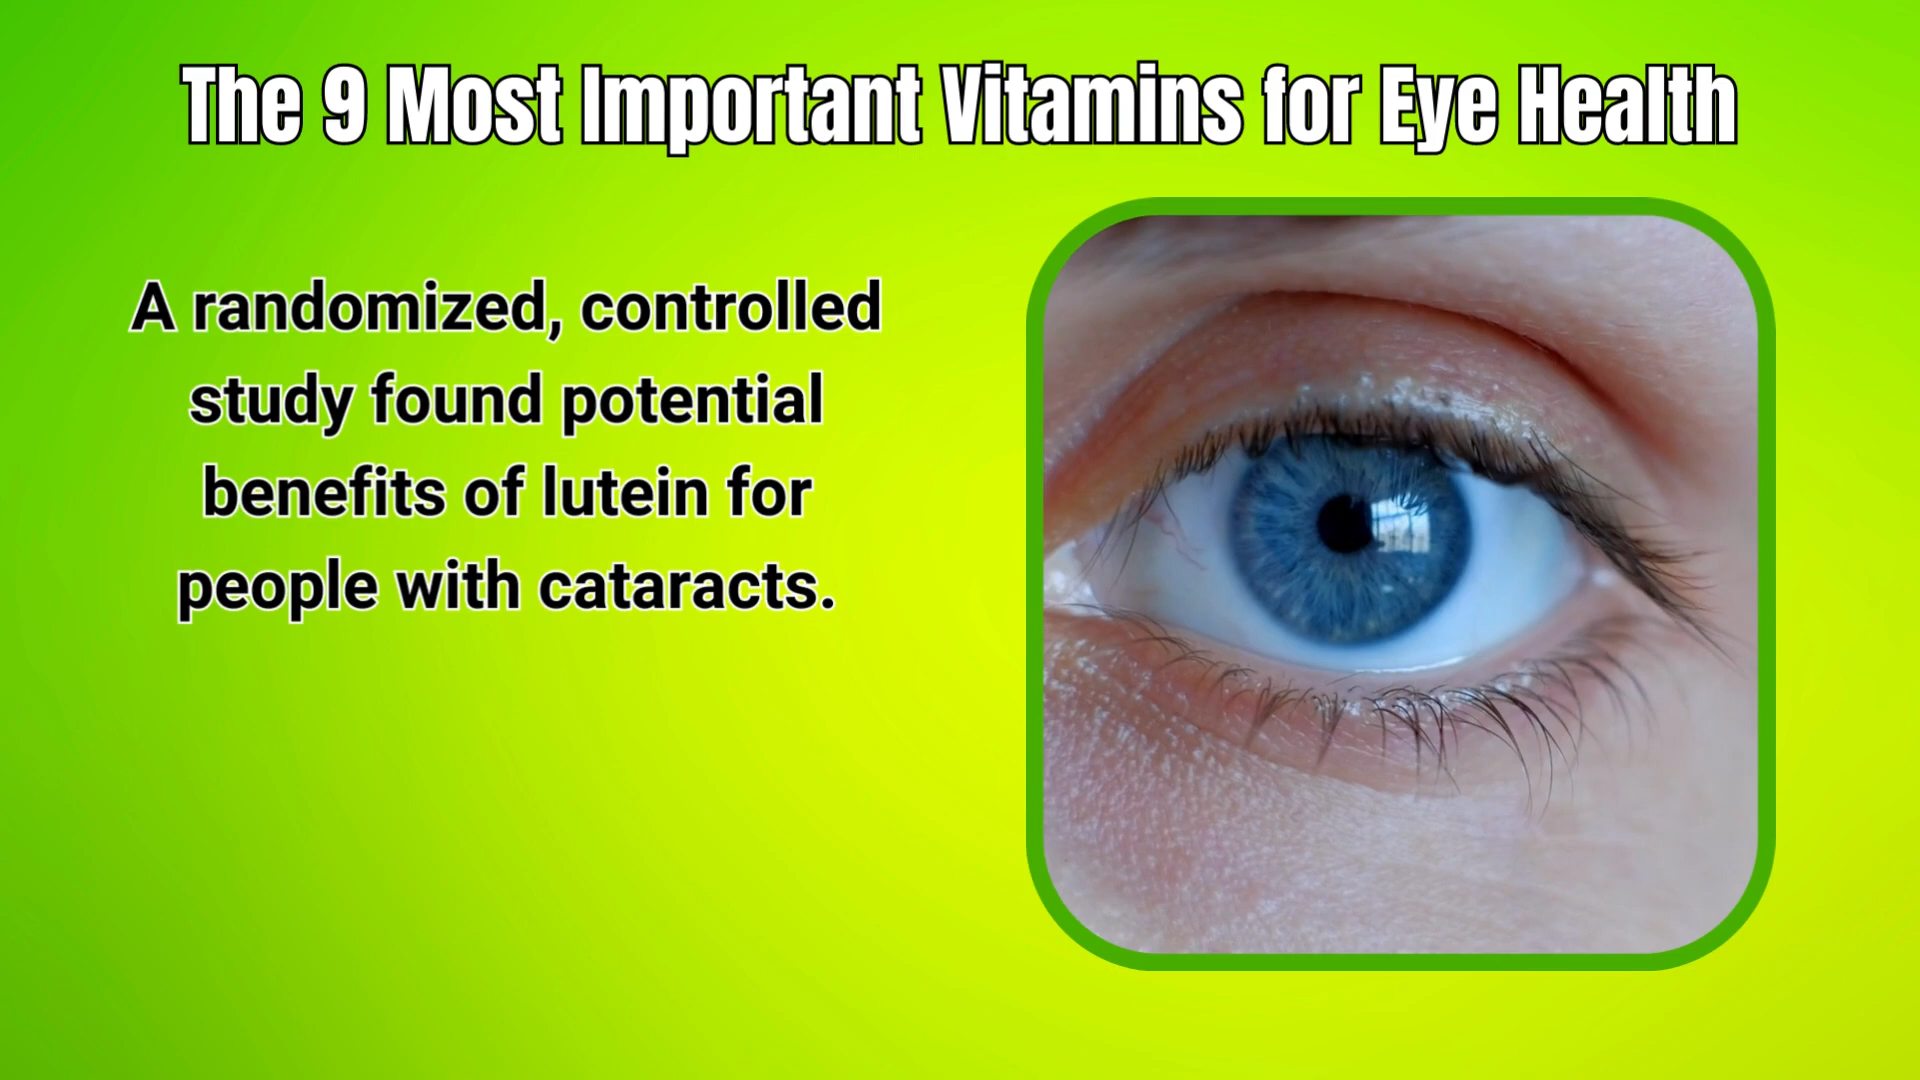 The 9 Most Important Vitamins for Eye Health
A randomized, controlled
study found potential
benefits of lutein for
people with cataracts.